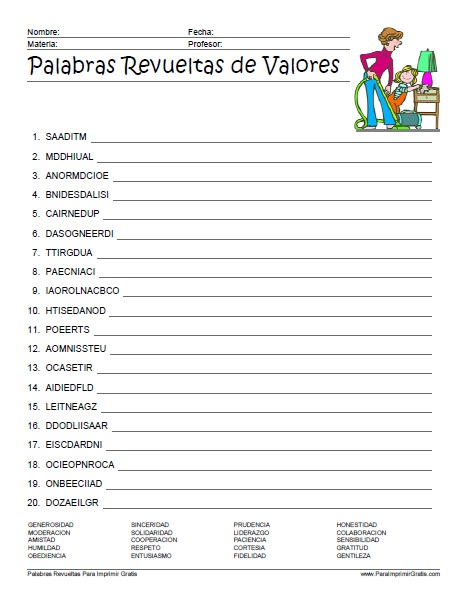 Nombre: Fecha:
Materia: Profesor:
Palabras Revueltas de Valores
1. SAADITM
2. MDDHIUAL
3. ANORMDCIOE
4. BNIDESDALISI
5. CAIRNEDUP
6. DASOGNEERDI
7. TTIRGDUA
8. PAECNIACI
9. IAOROLNACBCO
10. HTISEDANOD
11. POEERTS
12. AOMNISSTEU
13. OCASETIR
14. AIDIEDFLD
15. LEITNEAGZ
16. DDODLIISAAR
17. EISCDARDNI
18. OCIEOPNROCA
19. ONBEECIIAD
20. DOZAEILGR
GENEROSIDAD SINCERIDAD PRUDENCIA HONESTIDAD
MODERACION SOLIDARIDAD LIDERAZGO COLABORACION
AMISTAD COOPERACION PACIENCIA SENSIBILIDAD
HUMILDAD RESPETO CORTESIA GRATITUD
OBEDIENCIA ENTUSIASMO FIDELIDAD GENTILEZA
Palabras Revueltas Para Imprimir Gratis www.ParaImprimirGratis.com